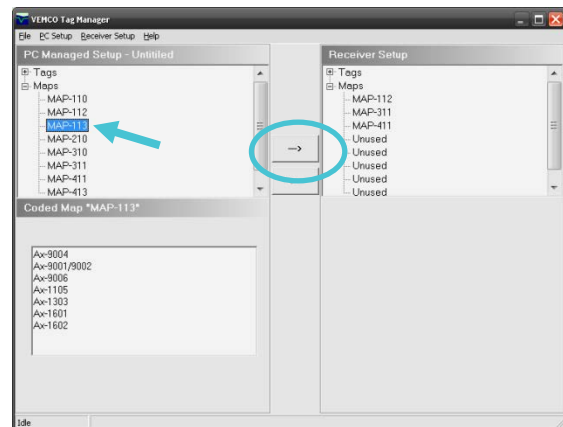 VEMCO Tag Manager
File PC Setup Receiver Setup Help
PC Managed Setup - Untitled
Tags
Maps
MAP-110
MAP-112
MAP-113
MAP-210
MAP-310
MAP-311
MAP-411
MAP-413
-->
Receiver Setup
Tags
Maps
MAP-112
MAP-311
MAP-411
Unused
Unused
Unused
Unused
Unused
Coded Map "MAP-113"
Ax-9004
Ax-9001/9002
Ax-9006
Ax-1105
Ax-1303
Ax-1601
Ax-1602
Idle